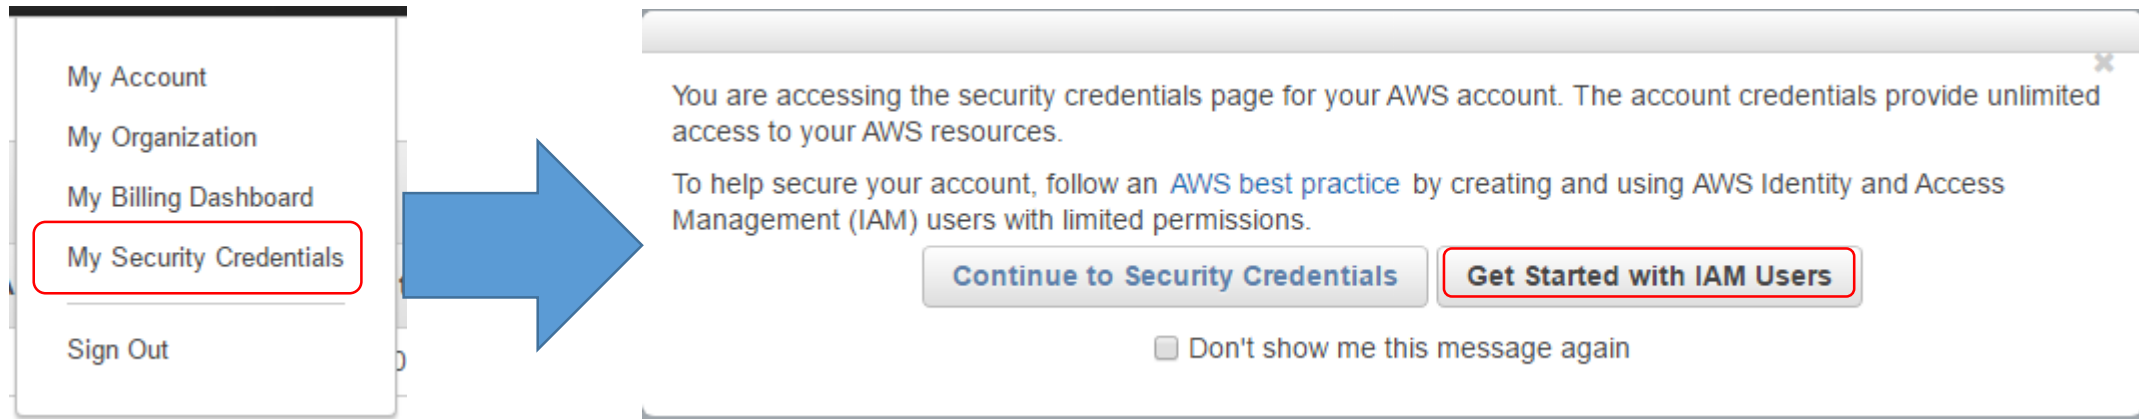 My Account
My Organization
My Billing Dashboard
My Security Credentials
Sign Out
You are accessing the security credentials page for your AWS account. The account credentials provide unlimited
access to your AWS resources.
To help secure your account, follow an AWS best practice by creating and using AWS Identity and Access
Management (IAM) users with limited permissions.
Continue to Security Credentials
Get Started with IAM Users
Don't show me this message again